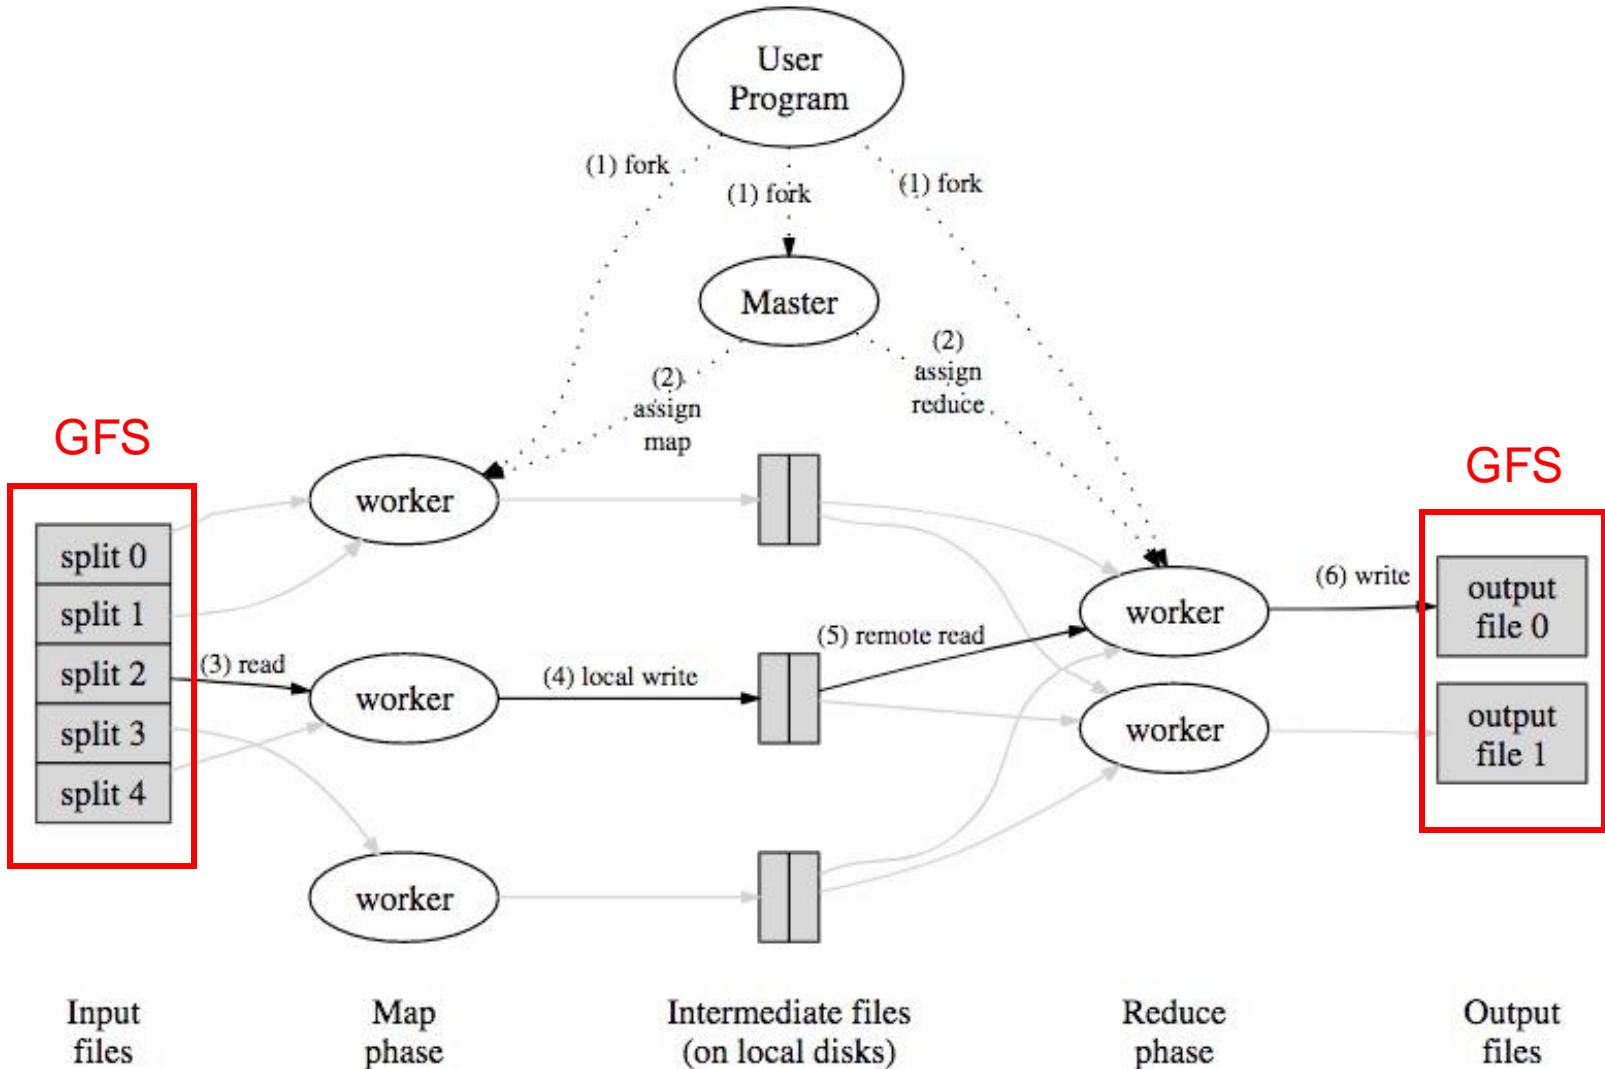 User
Program
(1) fork
(1) fork
(1) fork
Master
(2)
assign
map
(2)
assign
reduce
GFS
split 0
split 1
split 2
split 3
split 4
(3) read
worker
worker
worker
(4) local write
(5) remote read
worker
worker
(6) write
GFS
output
file 0
output
file 1
Input
files
Map
phase
Intermediate files
(on local disks)
Reduce
phase
Output
files